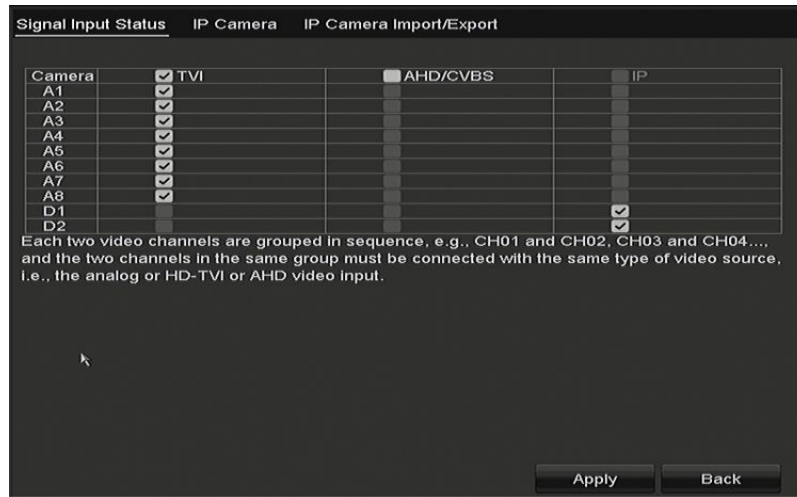 Signal Input Status IP Camera IP Camera Import/Export
Camera TVI AHD/CVBS IP
A1
A2
A3
A4
A5
A6
A7
A8
D1
D2
Each two video channels are grouped in sequence, e.g., CH01 and CH02, CH03 and CH04...,
and the two channels in the same group must be connected with the same type of video source,
i.e., the analog or HD-TVI or AHD video input.
Apply Back